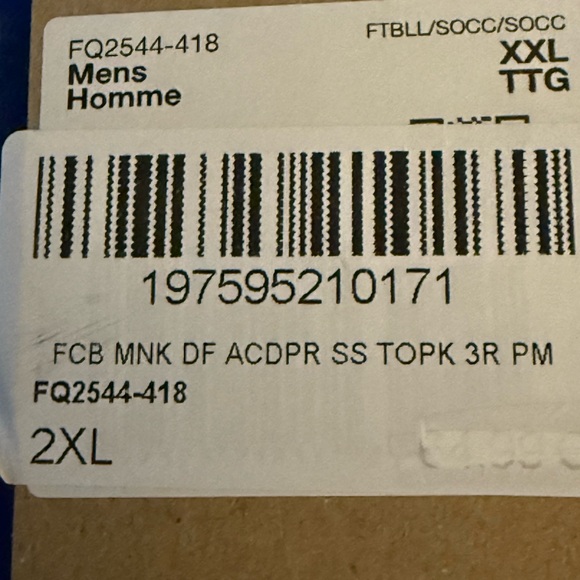 FQ2544-418
FTBLL/SOCC/SOCC
Mens
XXL
Homme
TTG
197595210171
FCB MNK DF ACDPR SS TOPK 3R PM
FQ2544-418
2XL